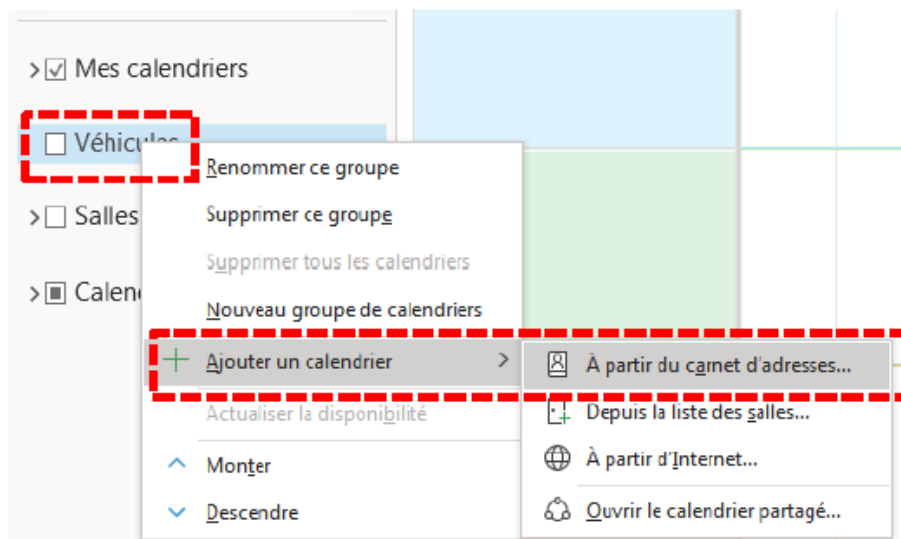 Mes calendriers
Véhicules
Renommer ce groupe
Salles
Supprimer ce groupe
Supprimer tous les calendriers
Calen
Nouveau groupe de calendriers
Ajouter un calendrier
À partir du carnet d'adresses...
Actualiser la disponibilité
Depuis la liste des salles...
Monter
À partir d'Internet...
Descendre
Ouvrir le calendrier partagé...